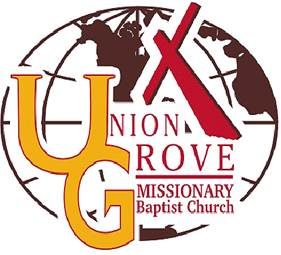 UNION
GROVE
MISSIONARY
Baptist Church